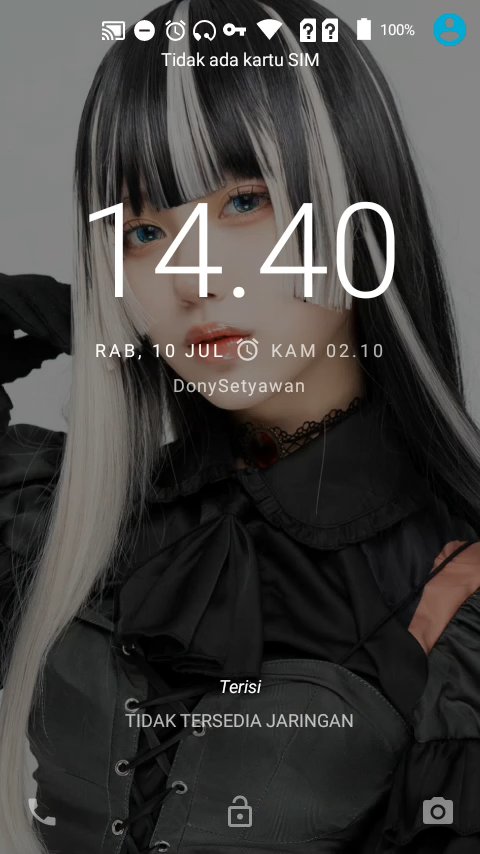 100%
Tidak ada kartu SIM
14.40
RAB, 10 JUL KAM 02.10
DonySetyawan
Terisi
TIDAK TERSEDIA JARINGAN